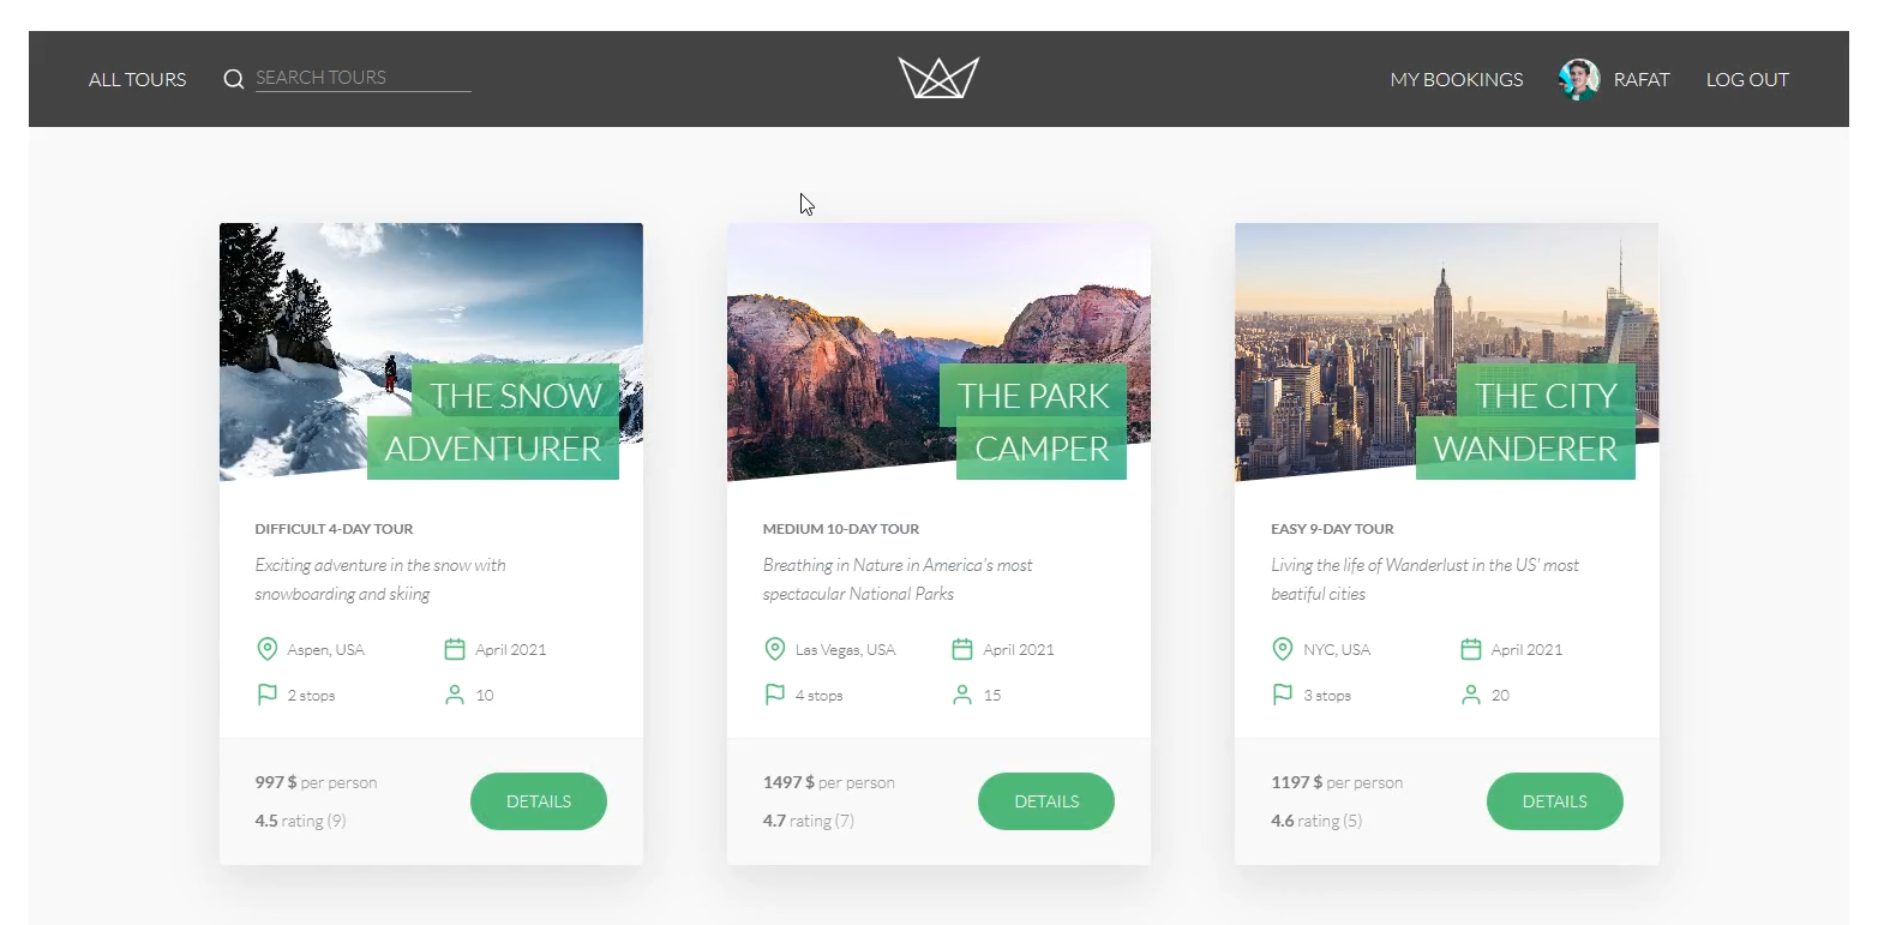 ALL TOURS
SEARCH TOURS
MY BOOKINGS
RAFAT
LOG OUT
THE SNOW
ADVENTURER
DIFFICULT 4-DAY TOUR
Exciting adventure in the snow with
snowboarding and skiing
Aspen, USA
April 2021
2 stops
10
997 $ per person
4.5 rating (9)
DETAILS
THE PARK
CAMPER
MEDIUM 10-DAY TOUR
Breathing in Nature in America's most
spectacular National Parks
Las Vegas, USA
April 2021
4 stops
15
1497 $ per person
4.7 rating (7)
DETAILS
THE CITY
WANDERER
EASY 9-DAY TOUR
Living the life of Wanderlust in the US' most
beatiful cities
NYC, USA
April 2021
3 stops
20
1197 $ per person
4.6 rating (5)
DETAILS